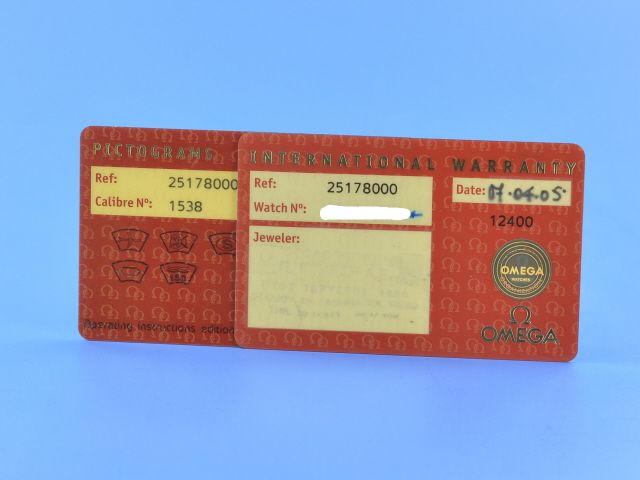 PICTOGRAMS
Ref: 25178000
Calibre Nº: 1538
Operating instructions edition
INTERNATIONAL WARRANTY
Ref: 25178000
Watch Nº:
Date: 04.05
12400
Jeweler:
OMEGA
WATCHES
Ω
OMEGA